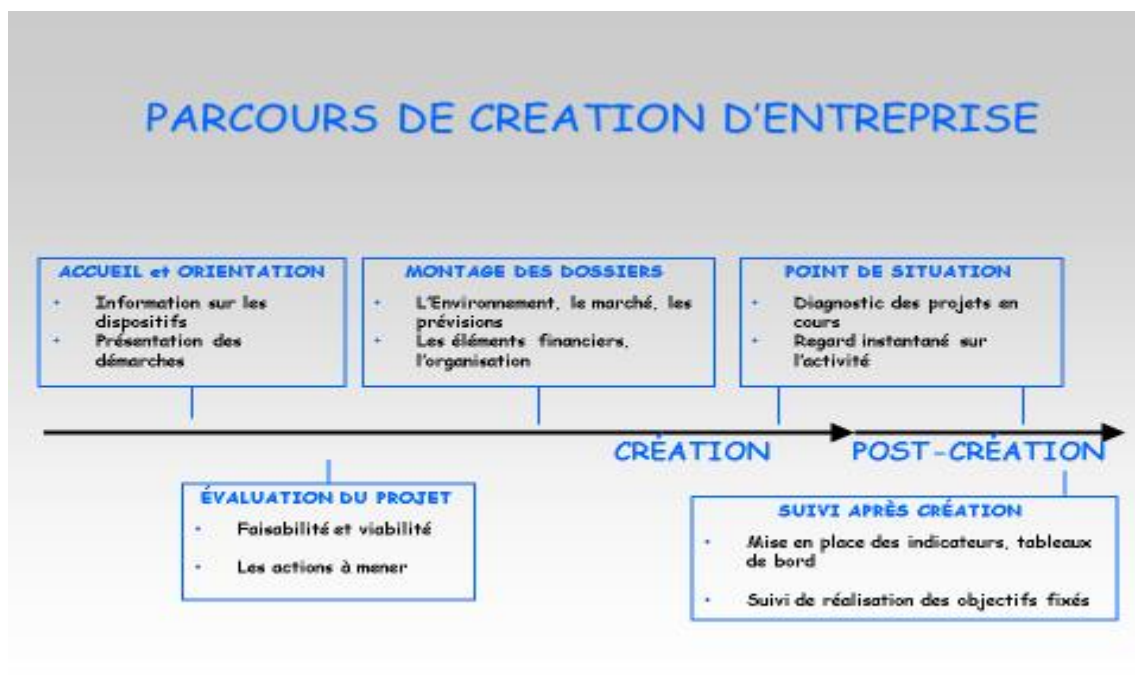 PARCOURS DE CREATION D'ENTREPRISE
ACCUEIL et ORIENTATION
• Information sur les
dispositifs
• Présentation des
démarches
MONTAGE DES DOSSIERS
• L'Environnement, le marché, les
prévisions
• Les éléments financiers,
l'organisation
POINT DE SITUATION
• Diagnostic des projets en
cours
• Regard instantané sur
l'activité
CRÉATION
POST-CRÉATION
ÉVALUATION DU PROJET
• Faisabilité et viabilité
• Les actions à mener
SUIVI APRÈS CRÉATION
• Mise en place des indicateurs, tableaux
de bord
• Suivi de réalisation des objectifs fixés